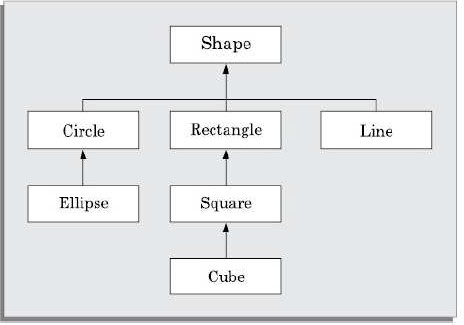 Shape
Circle
Rectangle
Line
Ellipse
Square
Cube